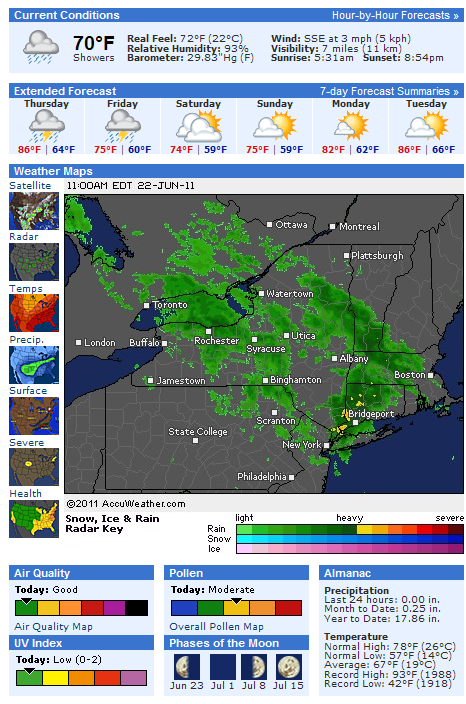 Current Conditions
Hour-by-Hour Forecasts »
70°F
Showers
Real Feel: 72°F (22°C)
Relative Humidity: 93%
Barometer: 29.83"Hg (F)
Wind: SSE at 3 mph (5 kph)
Visibility: 7 miles (11 km)
Sunrise: 5:31am Sunset: 8:54pm
Extended Forecast
7-day Forecast Summaries »
Thursday Friday Saturday Sunday Monday Tuesday
86°F | 64°F 75°F | 60°F 74°F | 59°F 75°F | 59°F 82°F | 62°F 86°F | 66°F
Weather Maps
Satellite
Radar
Temps
Precip.
Surface
Severe
Health
11:00AM EDT 22-JUN-11
Ottawa
Montreal
Plattsburgh
Watertown
Toronto
London
Buffalo
Rochester
Syracuse
Utica
Albany
Boston
Jamestown
Binghamton
Scranton
Bridgeport
State College
New York
Philadelphia
©2011 AccuWeather.com
Snow, Ice & Rain
Radar Key
light heavy severe
Rain
Snow
Ice
Air Quality
Today: Good
Air Quality Map
UV Index
Today: Low (0-2)
Pollen
Today: Moderate
Overall Pollen Map
Phases of the Moon
Jun 23 Jul 1 Jul 8 Jul 15
Almanac
Precipitation
Last 24 hours: 0.00 in.
Month to Date: 0.25 in.
Year to Date: 17.86 in.
Temperature
Normal High: 78°F (26°C)
Normal Low: 57°F (14°C)
Average: 67°F (19°C)
Record High: 93°F (1988)
Record Low: 42°F (1918)